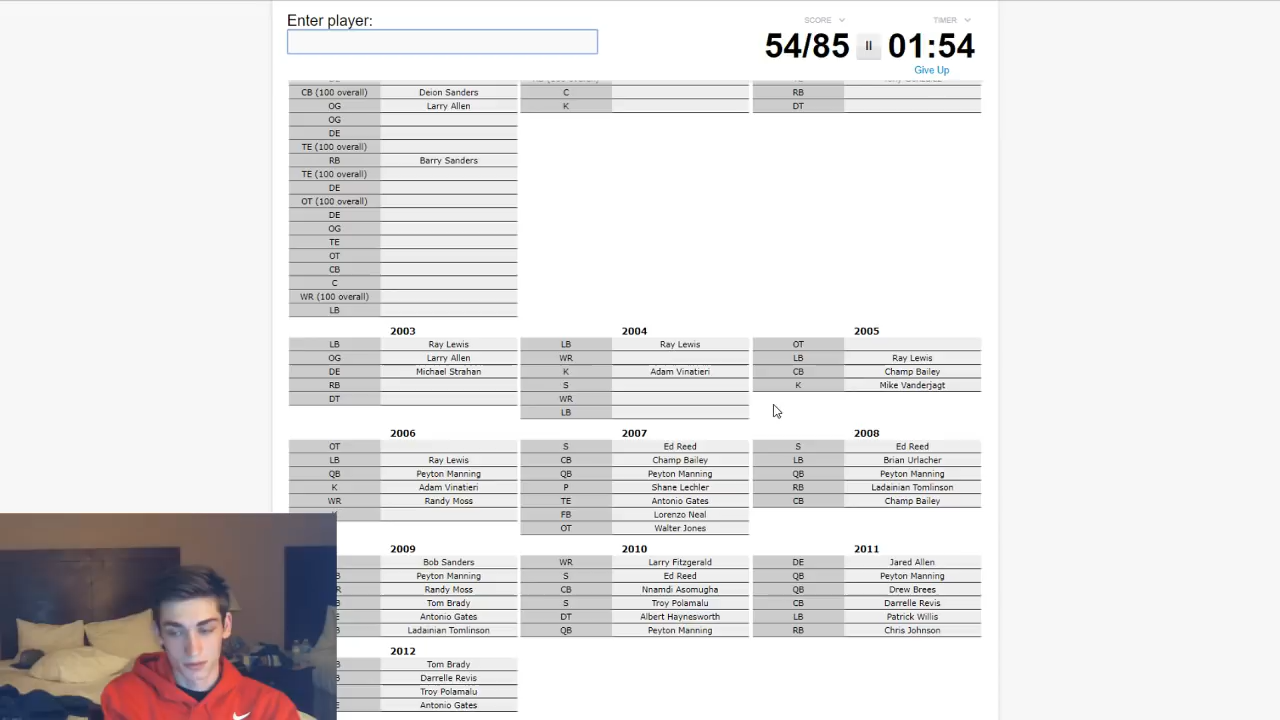 Enter player:
SCORE
TIMER
54/85
II
01:54
Give Up
CB (100 overall) Deion Sanders C RB
OG Larry Allen K DT
OG
DE
TE (100 overall)
RB Barry Sanders
TE (100 overall)
DE
OT (100 overall)
DE
OG
TE
OT
CB
C
WR (100 overall)
LB
2003 2004 2005
LB Ray Lewis LB Ray Lewis OT
OG Larry Allen WR LB Ray Lewis
DE Michael Strahan K Adam Vinatieri CB Champ Bailey
RB S K Mike Vanderjagt
DT WR
LB
2006 2007 2008
OT S Ed Reed S Ed Reed
LB Ray Lewis CB Champ Bailey LB Brian Urlacher
QB Peyton Manning QB Peyton Manning QB Peyton Manning
K Adam Vinatieri P Shane Lechler RB Ladainian Tomlinson
WR Randy Moss TE Antonio Gates CB Champ Bailey
FB Lorenzo Neal
OT Walter Jones
2009 2010 2011
Bob Sanders WR Larry Fitzgerald DE Jared Allen
Peyton Manning S Ed Reed QB Peyton Manning
Randy Moss CB Nnamdi Asomugha QB Drew Brees
Tom Brady S Troy Polamalu CB Darrelle Revis
Antonio Gates DT Albert Haynesworth LB Patrick Willis
Ladainian Tomlinson QB Peyton Manning RB Chris Johnson
2012
Tom Brady
Darrelle Revis
Troy Polamalu
Antonio Gates